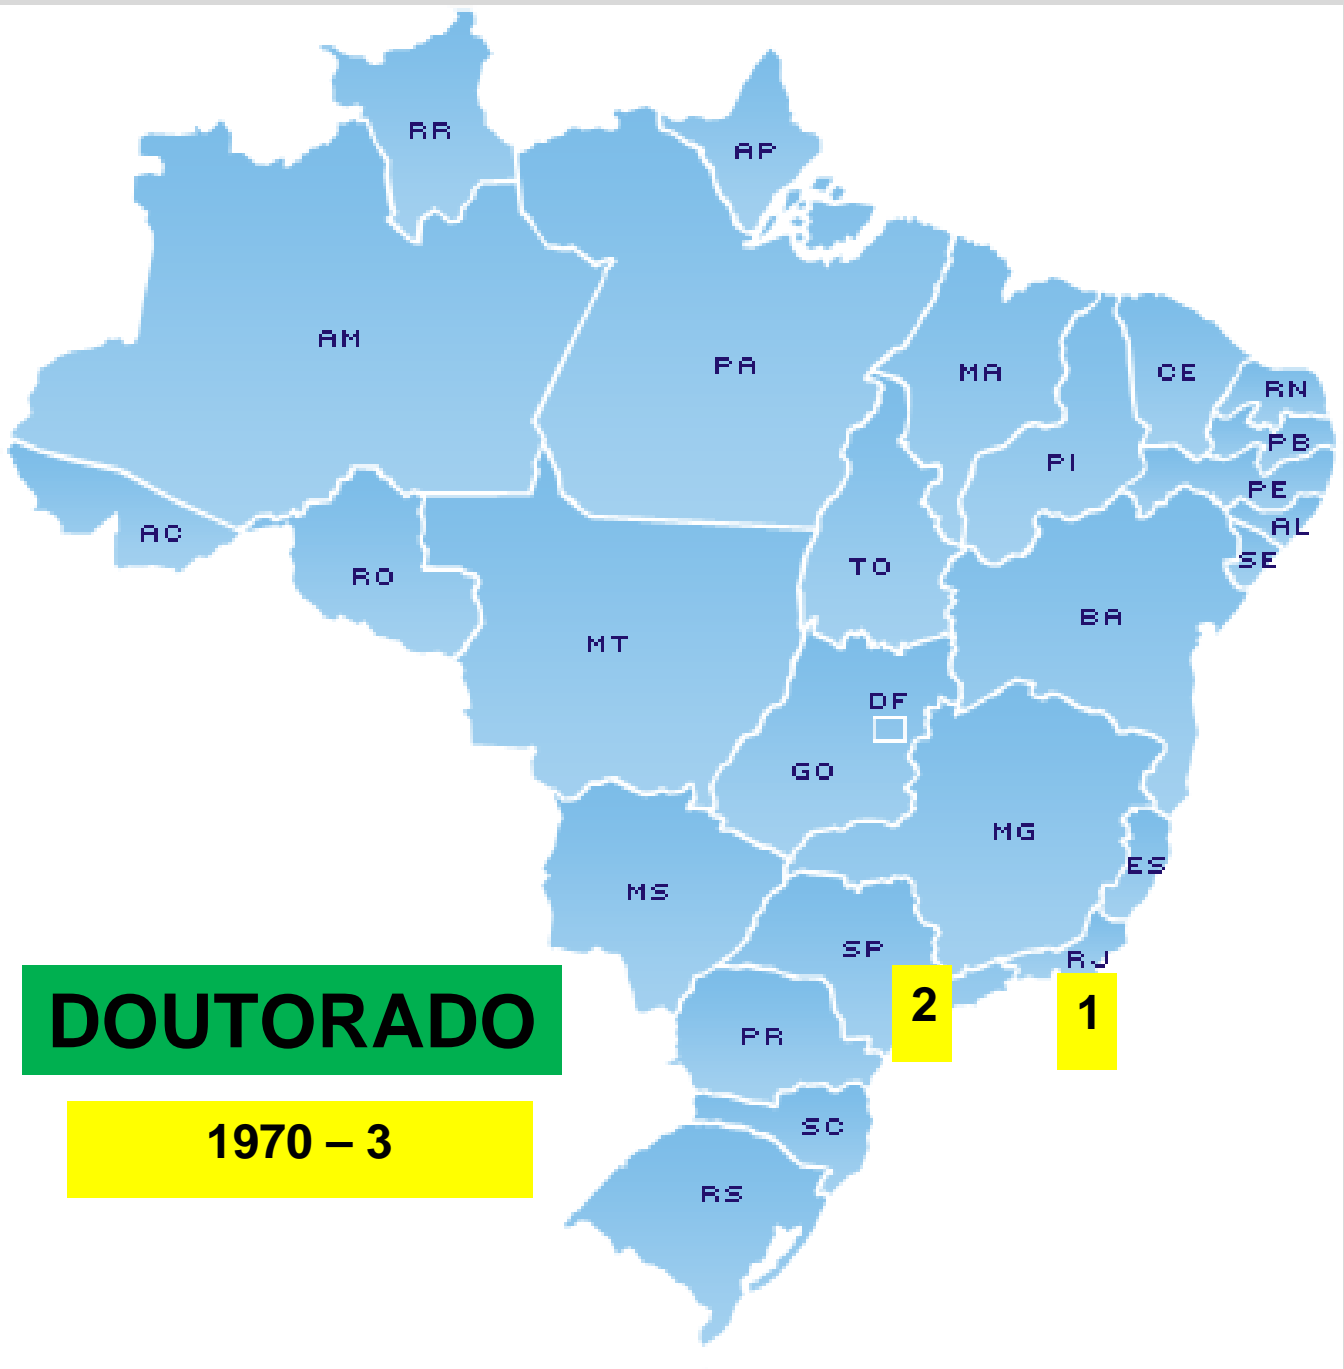 RR
AP
AM
PA
MA
CE
RN
PB
PI
PE
AL
AC
SE
TO
RO
BA
MT
DF
GO
MG
ES
MS
SP
RJ
2
1
DOUTORADO
PR
SC
1970 – 3
RS